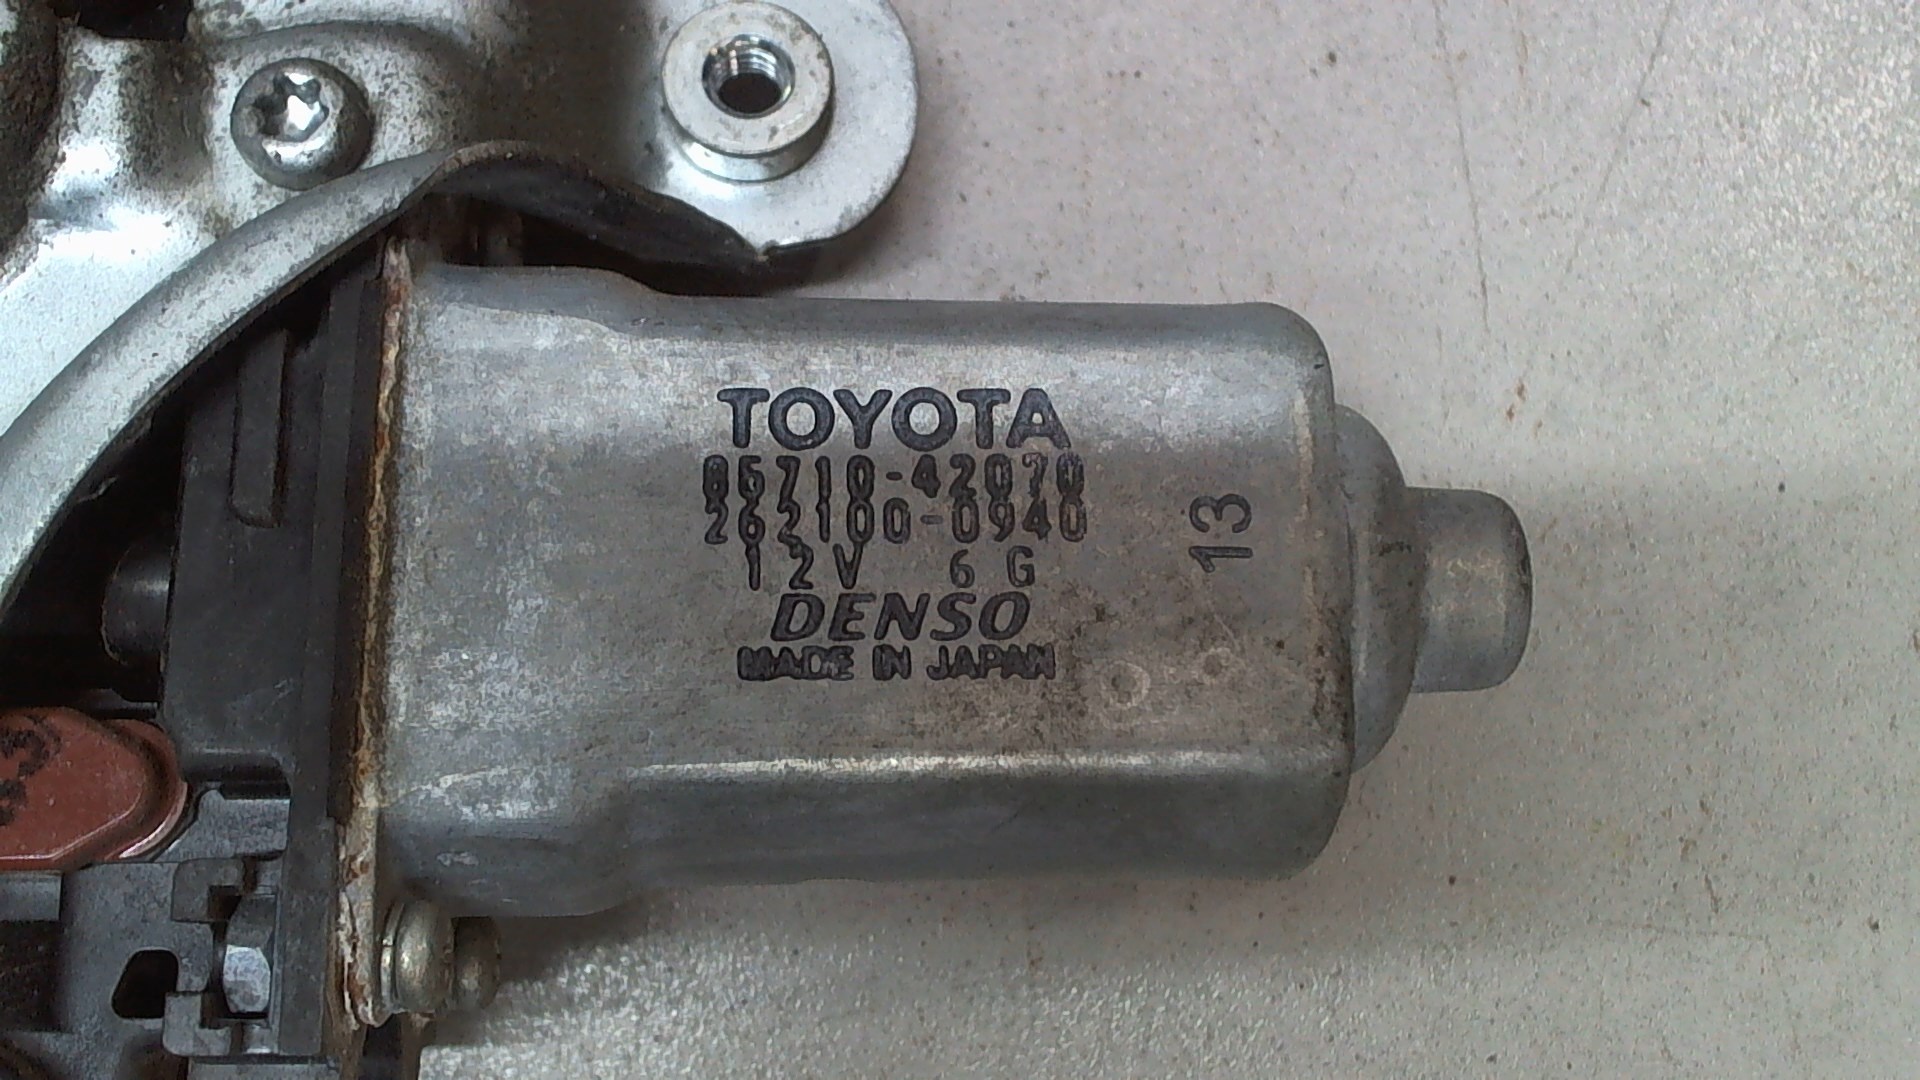 TOYOTA
85710-42070
262100-0940
12V 6G
DENSO
MADE IN JAPAN
13